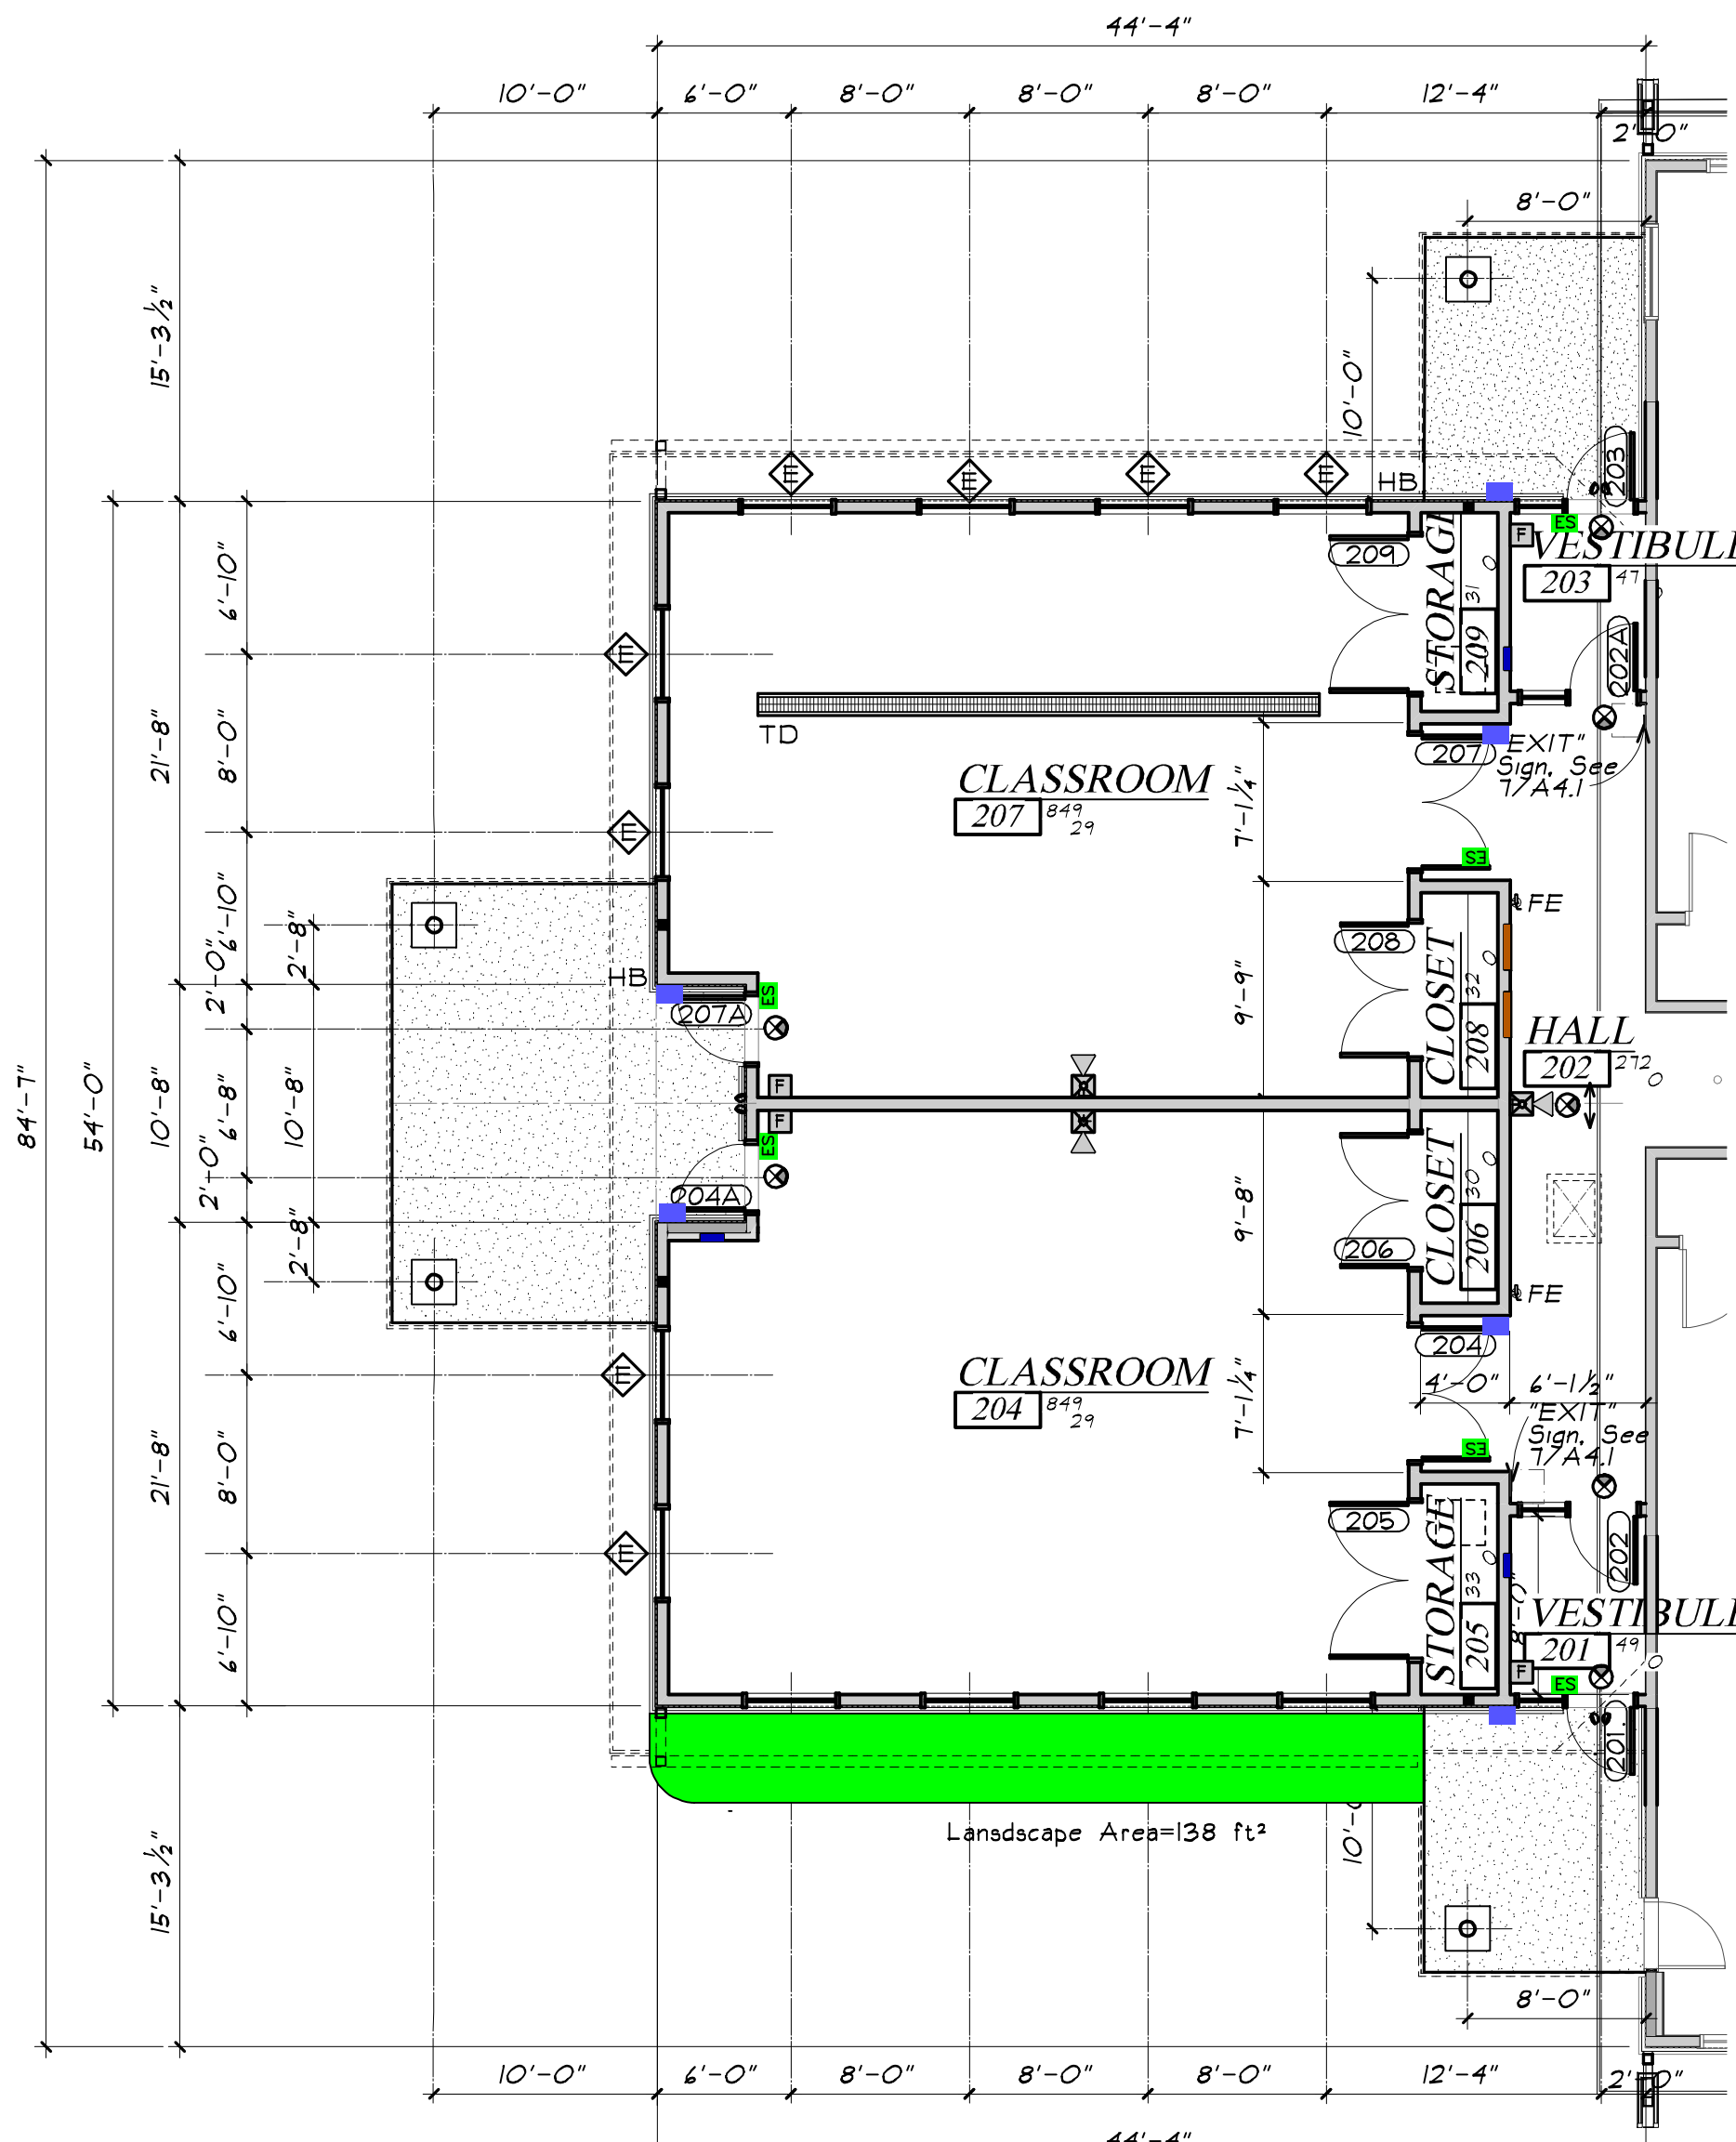 44'-4"
10'-0" 6'-0" 8'-0" 8'-0" 8'-0" 12'-4"
2'-0"
8'-0"
15'-3½"
10'-0"
E E E E HB
203
ES
F VESTIBULE
203 47
209
STORAGE
209 31
6'-10"
E
202A
TD
207
"EXIT"
Sign. See
7/A4.1
21'-8"
8'-0"
CLASSROOM
207 849
29
7'-1¼"
E
ES
FE
208
CLOSET
208 32
6'-10"
2'-8"
2'-0"
HB
ES
207A
9'-9"
HALL
202 272
84'-7"
54'-0"
10'-8"
6'-8"
10'-8"
F
F
ES
204A
2'-0"
2'-8"
9'-8"
CLOSET
206 30
206
FE
6'-10"
204
E
CLASSROOM
204 849
29
7'-1¼"
4'-0" 6'-1½"
"EXIT"
Sign. See
7/A4.1
ES
21'-8"
8'-0"
205
STORAGE
205 33
202
E
8'-0"
6'-10"
VESTIBULE
201 49
F
ES
201
Lansdscape Area=138 ft²
10'-0"
15'-3½"
8'-0"
10'-0" 6'-0" 8'-0" 8'-0" 8'-0" 12'-4"
2'-0"
44'-4"